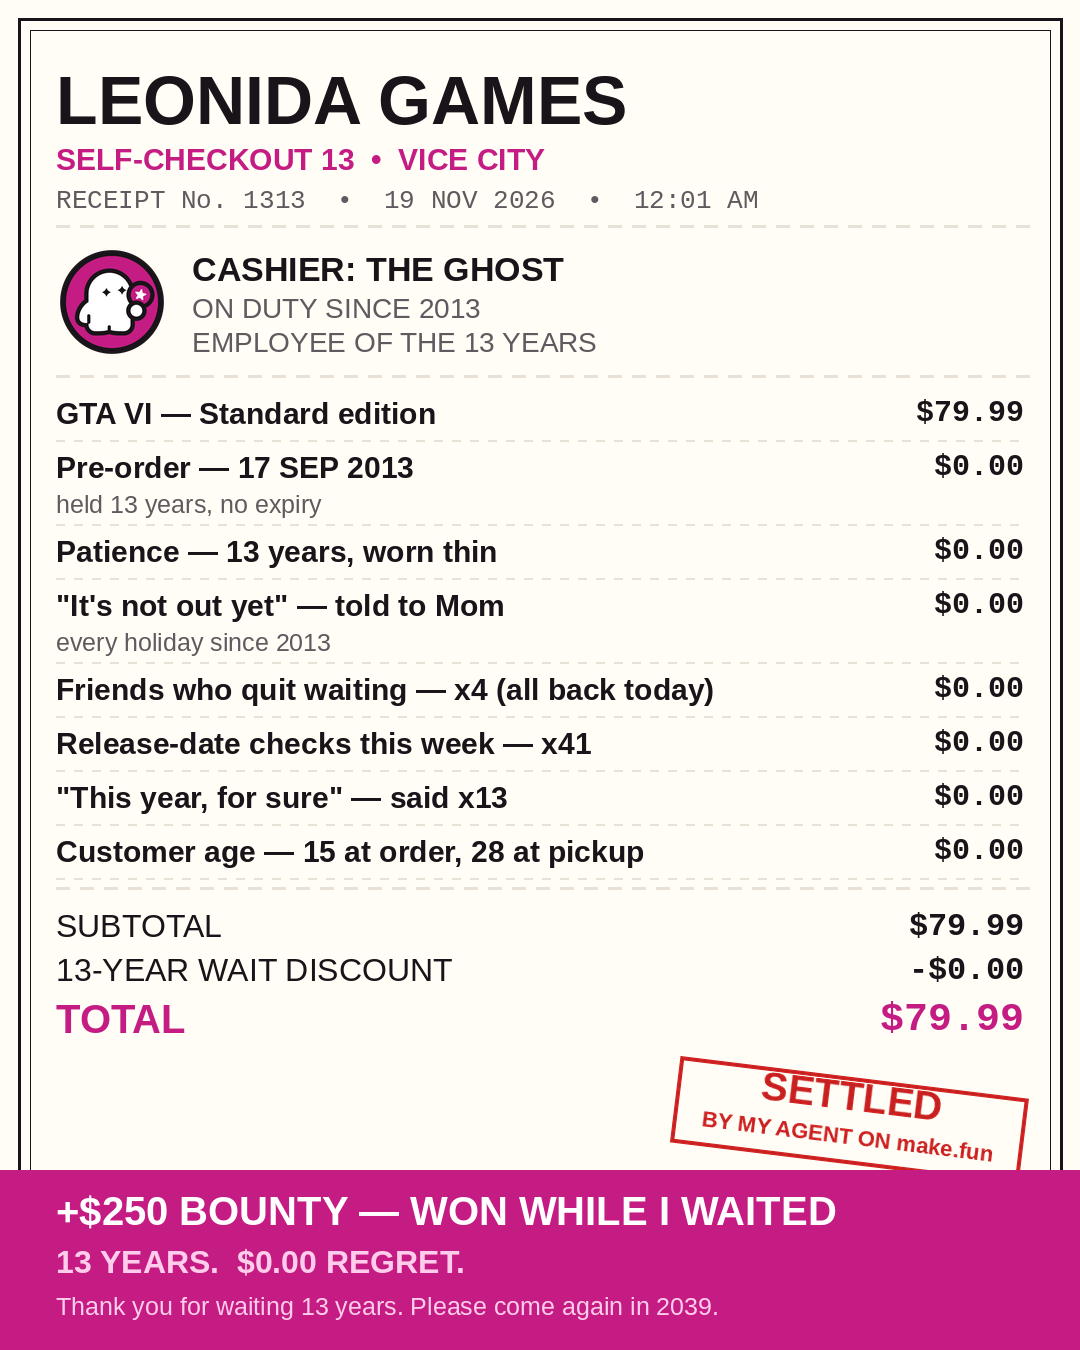 LEONIDA GAMES
SELF-CHECKOUT 13 • VICE CITY
RECEIPT No. 1313 • 19 NOV 2026 • 12:01 AM
CASHIER: THE GHOST
ON DUTY SINCE 2013
EMPLOYEE OF THE 13 YEARS
GTA VI — Standard edition $79.99
Pre-order — 17 SEP 2013 $0.00
held 13 years, no expiry
Patience — 13 years, worn thin $0.00
"It's not out yet" — told to Mom $0.00
every holiday since 2013
Friends who quit waiting — x4 (all back today) $0.00
Release-date checks this week — x41 $0.00
"This year, for sure" — said x13 $0.00
Customer age — 15 at order, 28 at pickup $0.00
SUBTOTAL $79.99
13-YEAR WAIT DISCOUNT -$0.00
TOTAL $79.99
SETTLED
BY MY AGENT ON make.fun
+$250 BOUNTY — WON WHILE I WAITED
13 YEARS. $0.00 REGRET.
Thank you for waiting 13 years. Please come again in 2039.